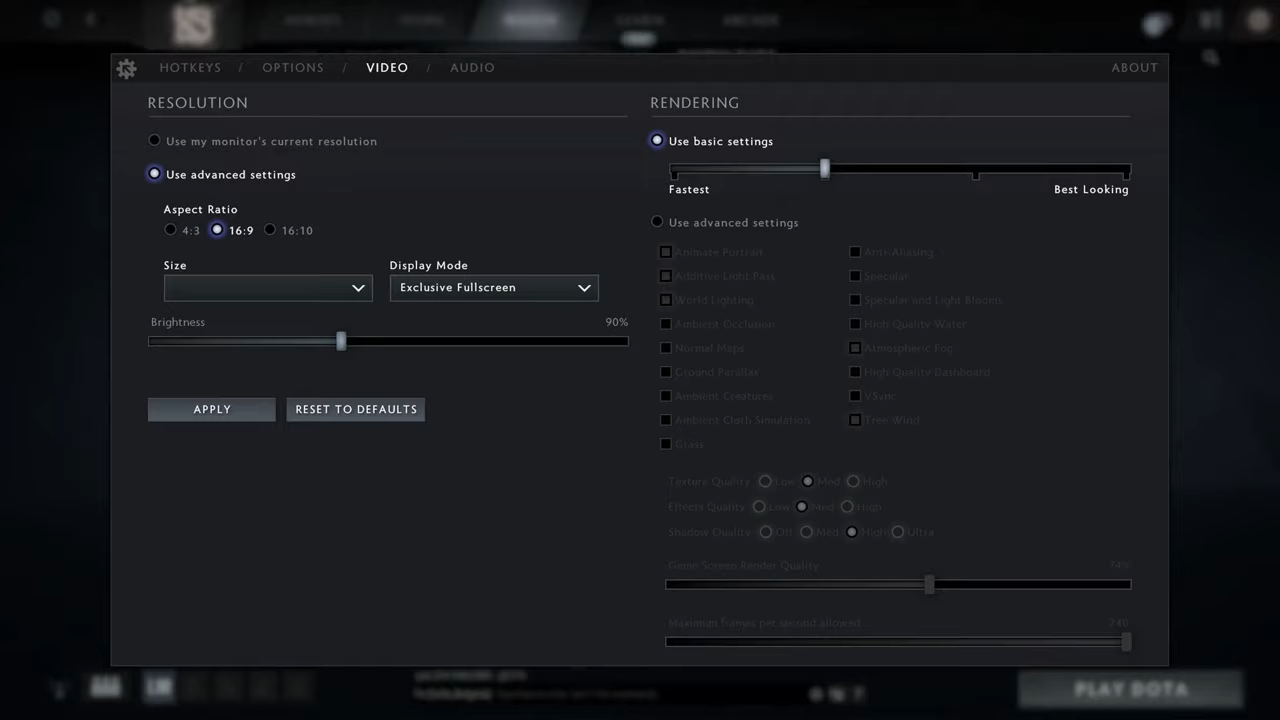 HOTKEYS / OPTIONS / VIDEO / AUDIO ABOUT
RESOLUTION
Use my monitor's current resolution
Use advanced settings
Aspect Ratio
4:3 16:9 16:10
Size Display Mode
Exclusive Fullscreen
Brightness 90%
APPLY RESET TO DEFAULTS
RENDERING
Use basic settings
Fastest Best Looking
Use advanced settings
Animate Portrait Anti-Aliasing
Additive Light Pass Specular
World Lighting Specular and Light Blooms
Ambient Occlusion High Quality Water
Normal Maps Atmospheric Fog
Ground Parallax High Quality Dashboard
Ambient Creatures VSync
Ambient Cloth Simulation Tree Wind
Grass
Texture Quality Low Med High
Effects Quality Low Med High
Shadow Quality Off Med High Ultra
Game Screen Render Quality 74%
Maximum frames per second allowed 240
PLAY DOTA